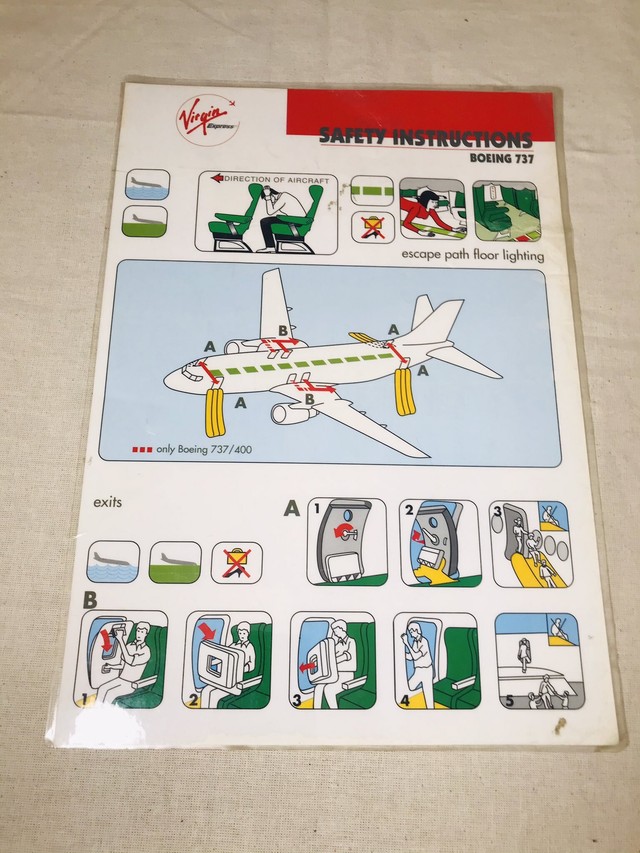 Virgin
Express
SAFETY INSTRUCTIONS
BOEING 737
DIRECTION OF AIRCRAFT
escape path floor lighting
A
B
A
A
A
B
only Boeing 737/400
exits
A
1
2
3
B
1
2
3
4
5